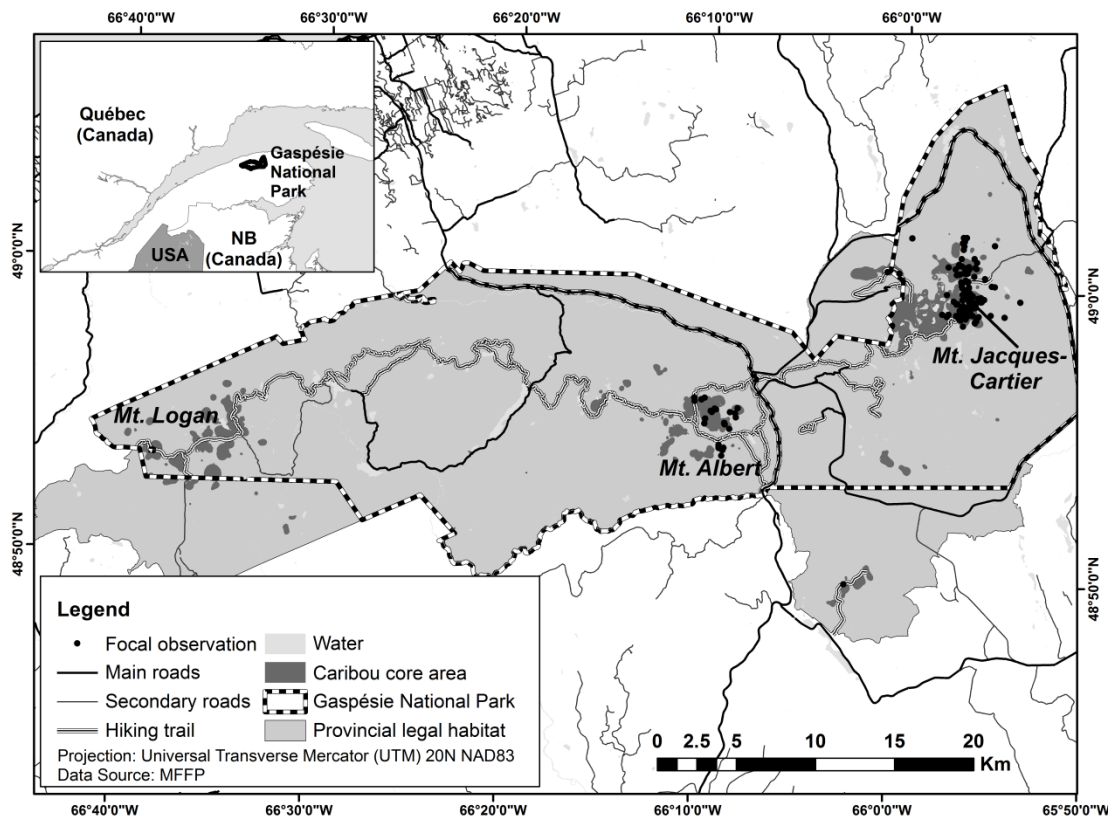 66°40'0"W
66°30'0"W
66°20'0"W
66°10'0"W
66°0'0"W
Québec
(Canada)
Gaspésie
National
Park
NB
(Canada)
USA
49°0'0"N
49°0'0"N
Mt. Jacques-
Cartier
Mt. Logan
Mt. Albert
48°50'0"N
48°50'0"N
Legend
Focal observation
Main roads
Secondary roads
Hiking trail
Water
Caribou core area
Gaspésie National Park
Provincial legal habitat
Projection: Universal Transverse Mercator (UTM) 20N NAD83
Data Source: MFFP
0 2.5 5 10 15 20
Km
66°40'0"W
66°30'0"W
66°20'0"W
66°10'0"W
66°0'0"W
65°50'0"W